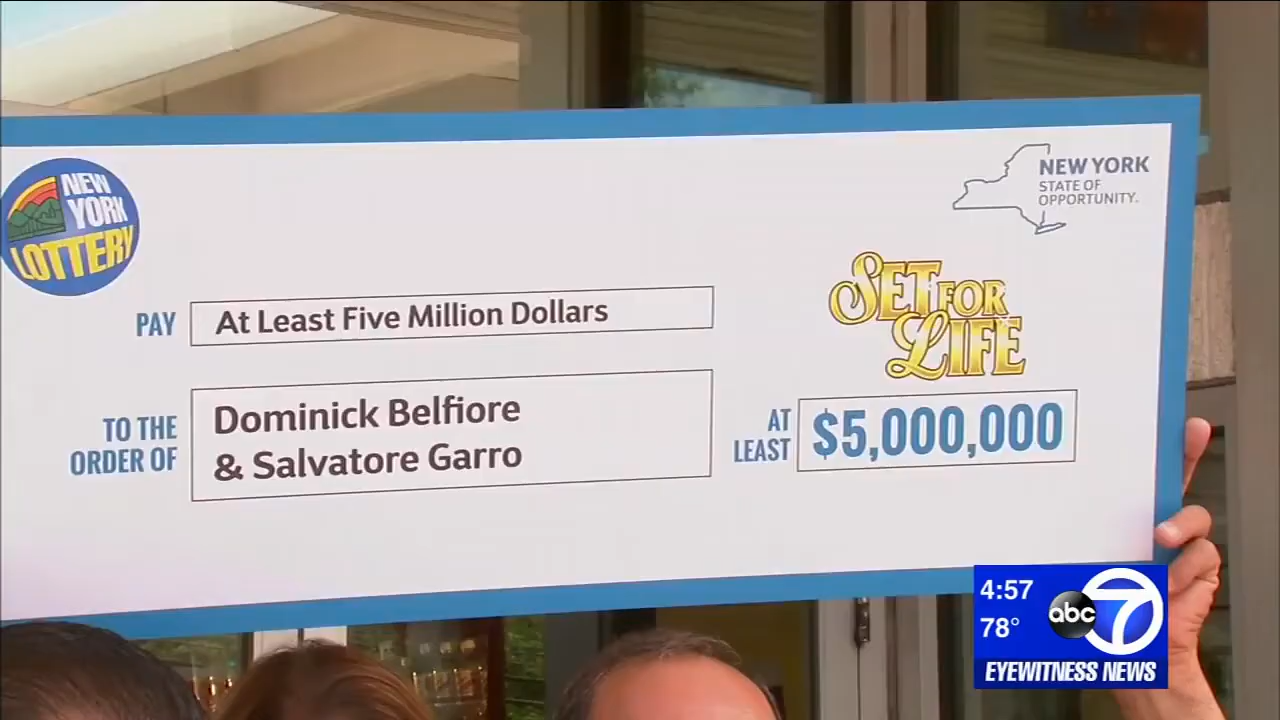 NEW
YORK
LOTTERY
NEW YORK
STATE OF
OPPORTUNITY.
PAY
At Least Five Million Dollars
SET FOR
LIFE
TO THE
ORDER OF
Dominick Belfiore
& Salvatore Garro
AT
LEAST
$5,000,000
4:57
78°
abc 7
EYEWITNESS NEWS